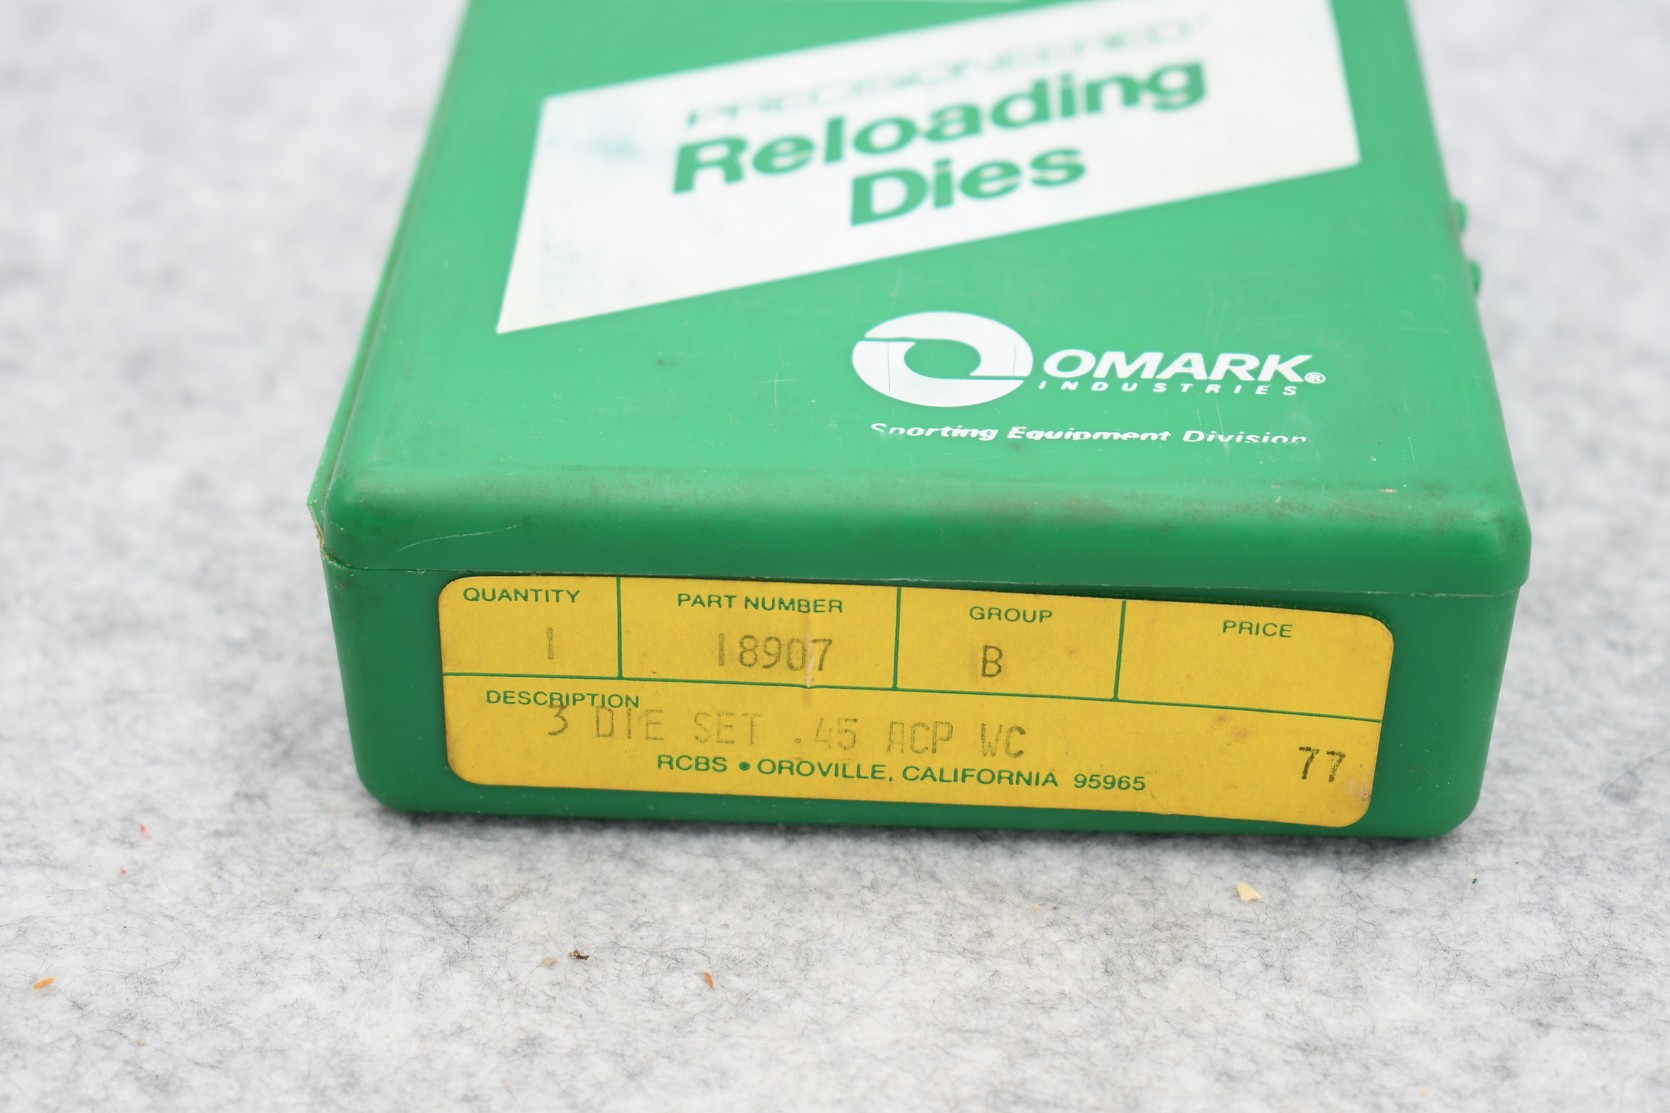 PRECISIONEERED
Reloading
Dies
OMARK®
INDUSTRIES
Sporting Equipment Division
QUANTITY PART NUMBER GROUP PRICE
1 18907 B
DESCRIPTION
3 DIE SET .45 ACP WC
RCBS • OROVILLE, CALIFORNIA 95965 77